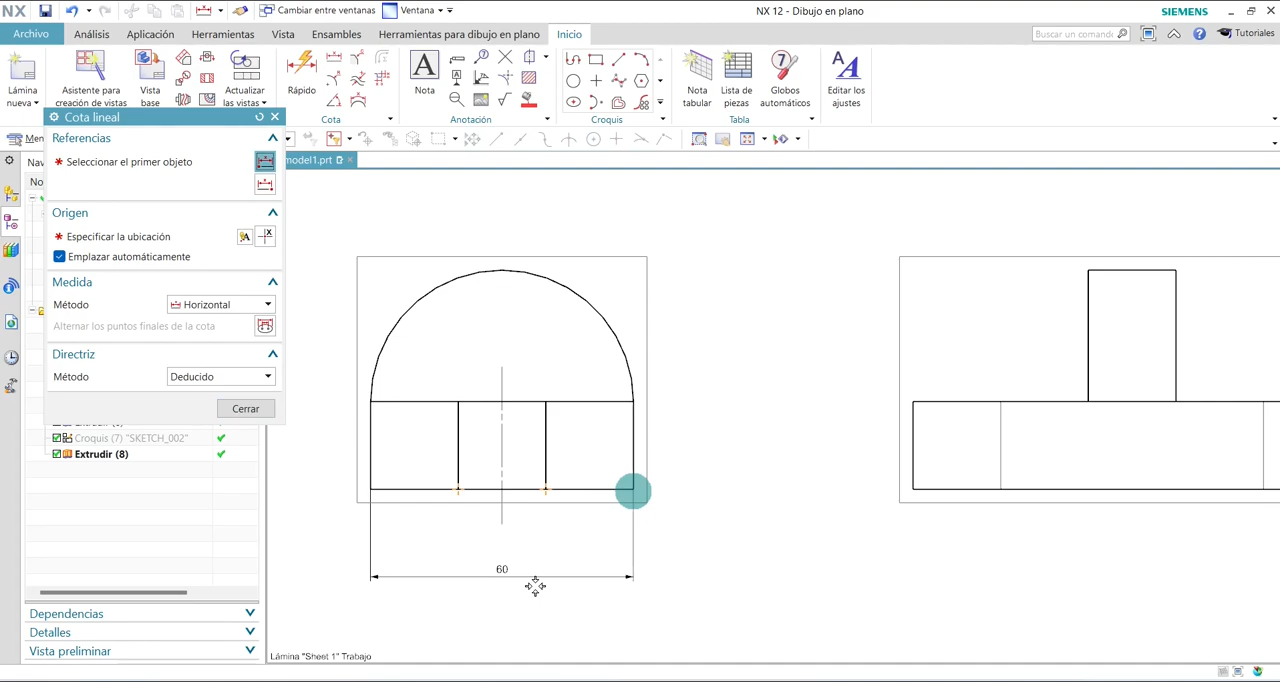 NX
Cambiar entre ventanas
Ventana
NX 12 - Dibujo en plano
SIEMENS
Archivo
Análisis
Aplicación
Herramientas
Vista
Ensambles
Herramientas para dibujo en plano
Inicio
Buscar un comando
Tutoriales
Lámina
nueva
Asistente para
creación de vistas
Vista
base
Actualizar
las vistas
Rápido
Nota
Nota
tabular
Lista de
piezas
Globos
automáticos
Editar los
ajustes
Cota
Anotación
Croquis
Tabla
Cota lineal
Men
model1.prt
Nav
No
Referencias
* Seleccionar el primer objeto
Origen
* Especificar la ubicación
Emplazar automáticamente
Medida
Método
Horizontal
Alternar los puntos finales de la cota
Directriz
Método
Deducido
Cerrar
Croquis (7) "SKETCH_002"
Extrudir (8)
60
Dependencias
Detalles
Vista preliminar
Lámina "Sheet 1" Trabajo